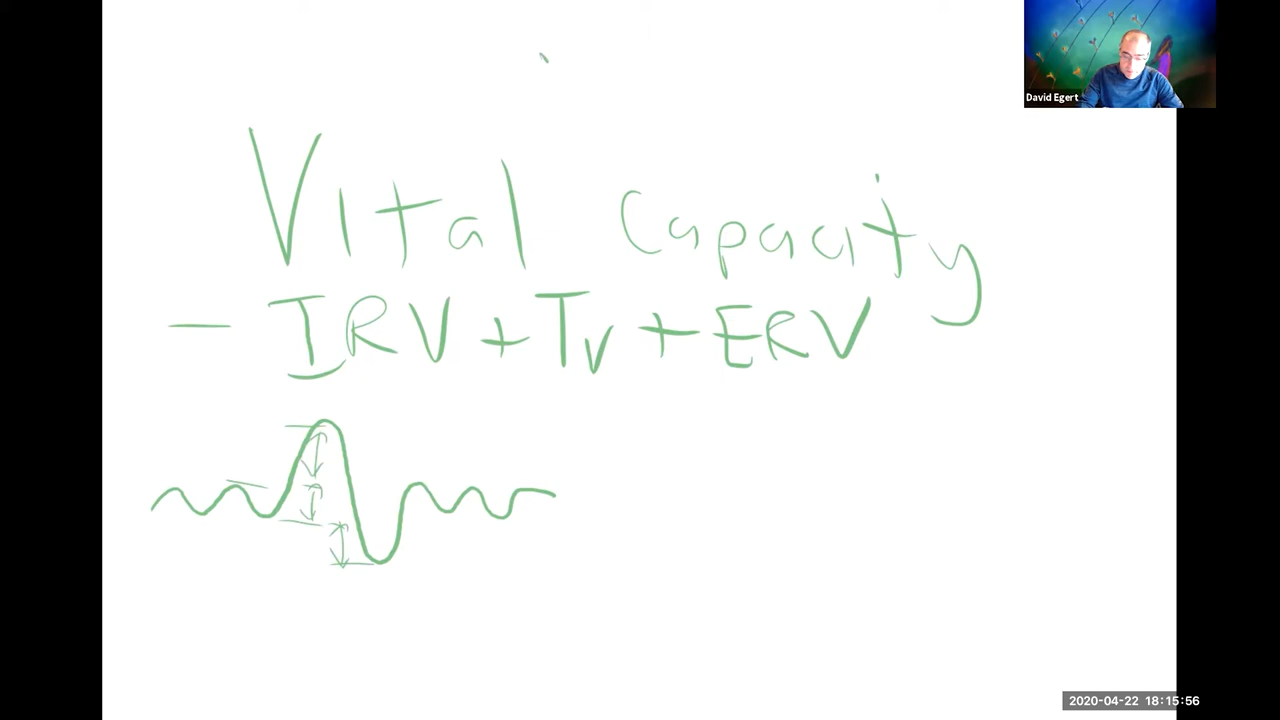 David Egert
Vital Capacity
- IRV + Tv + ERV
2020-04-22 18:15:56